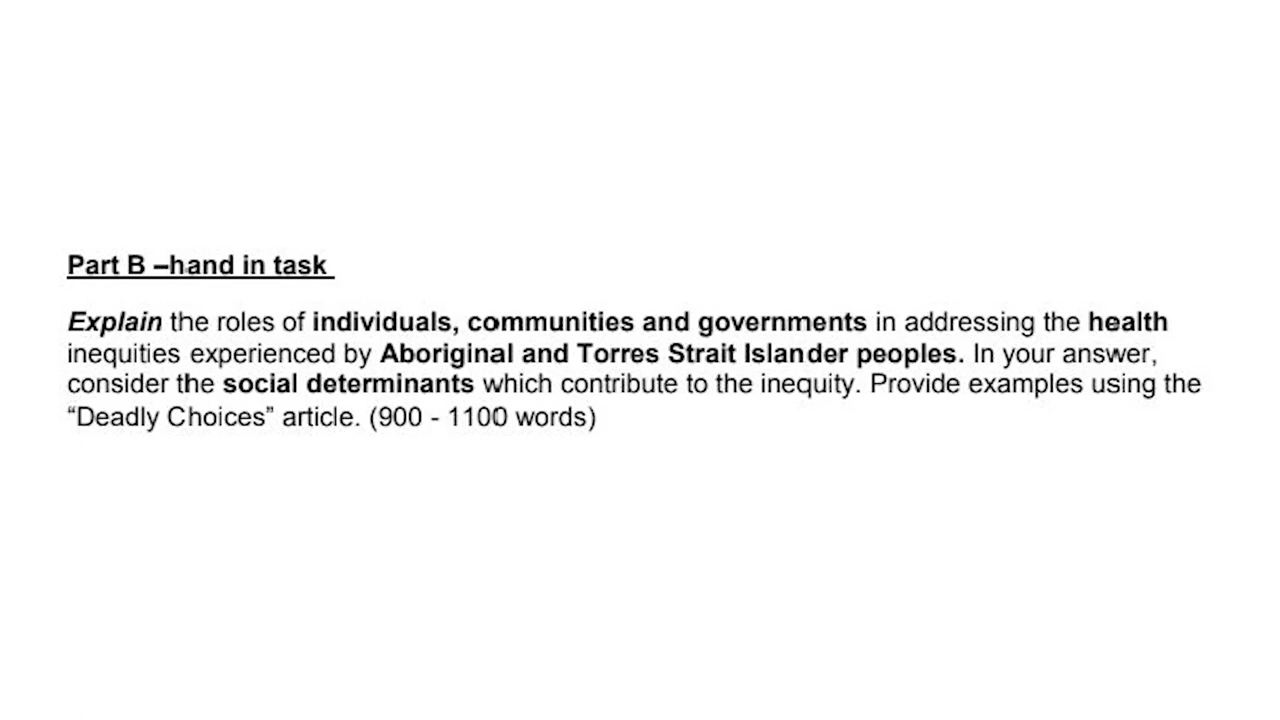 Part B –hand in task
Explain the roles of individuals, communities and governments in addressing the health
inequities experienced by Aboriginal and Torres Strait Islander peoples. In your answer,
consider the social determinants which contribute to the inequity. Provide examples using the
“Deadly Choices” article. (900 - 1100 words)